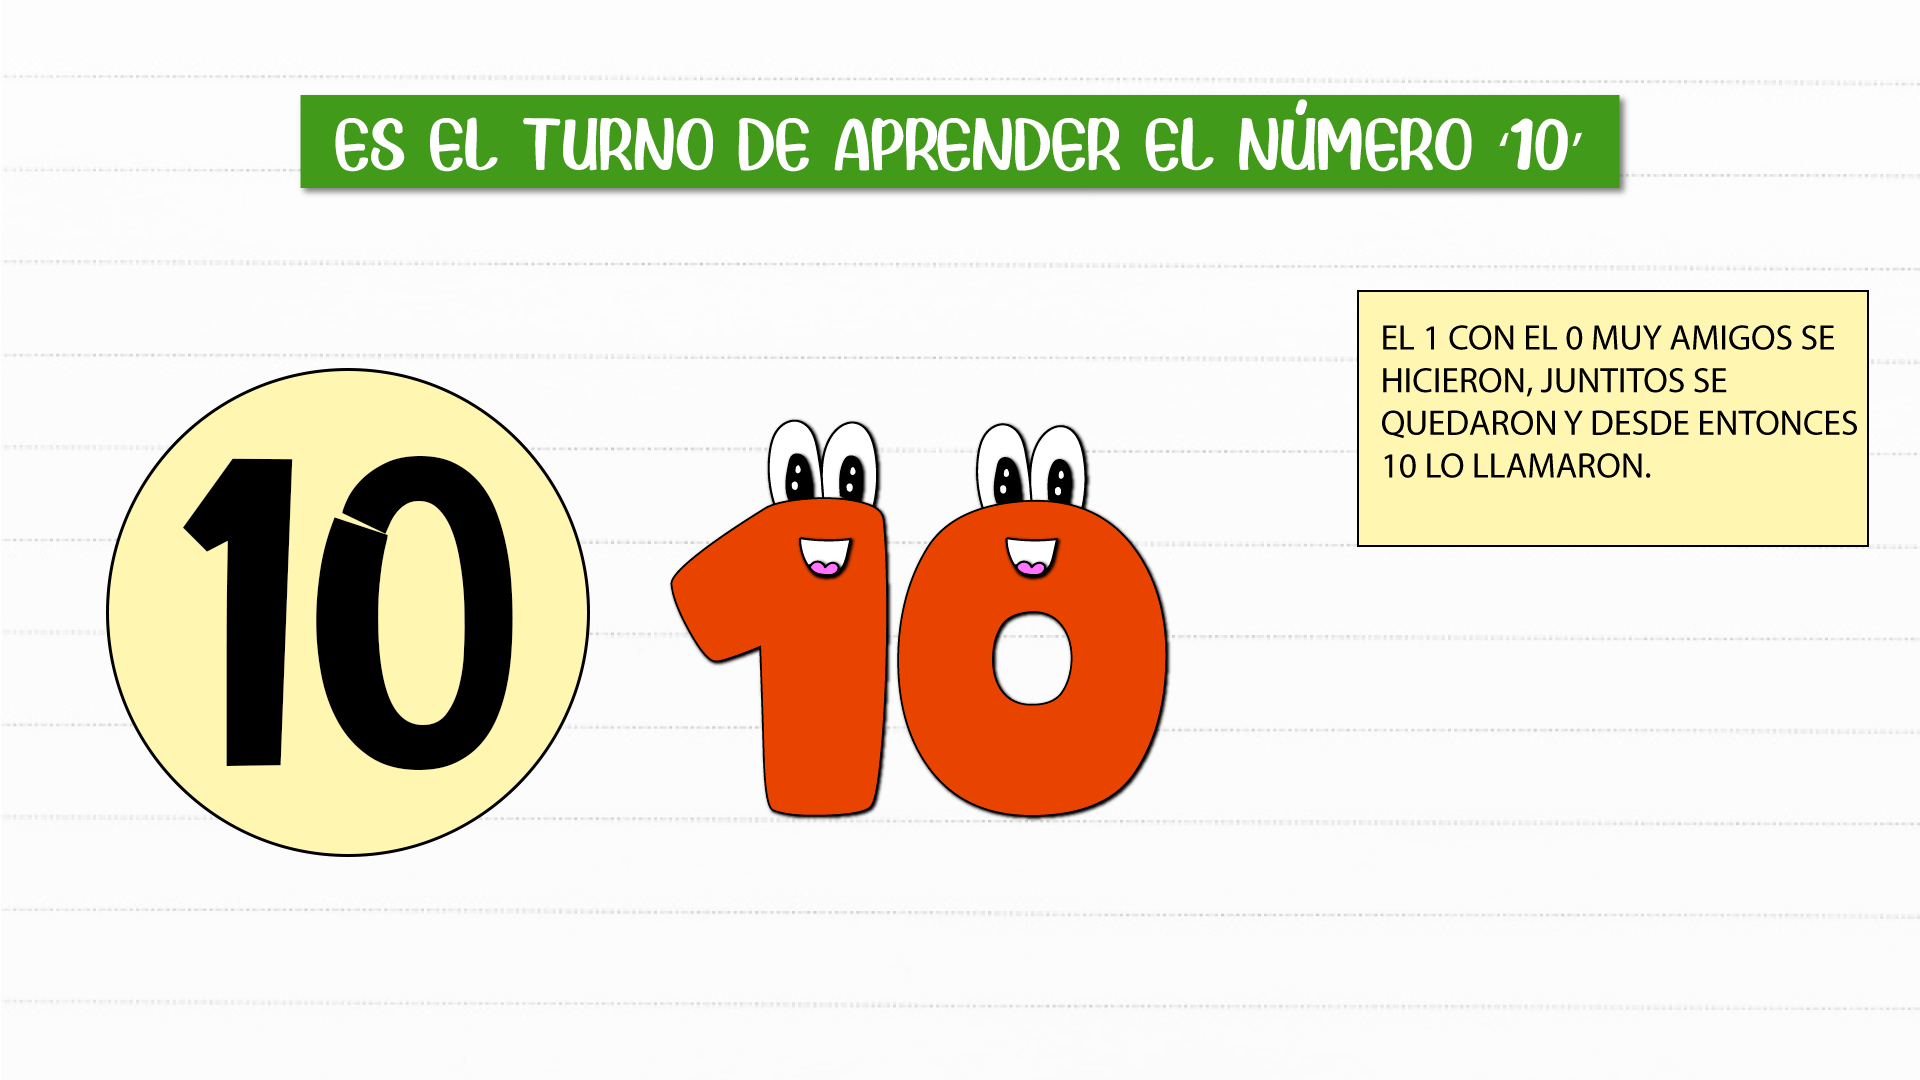 ES EL TURNO DE APRENDER EL NÚMERO ‘10’
10
10
EL 1 CON EL 0 MUY AMIGOS SE
HICIERON, JUNTITOS SE
QUEDARON Y DESDE ENTONCES
10 LO LLAMARON.